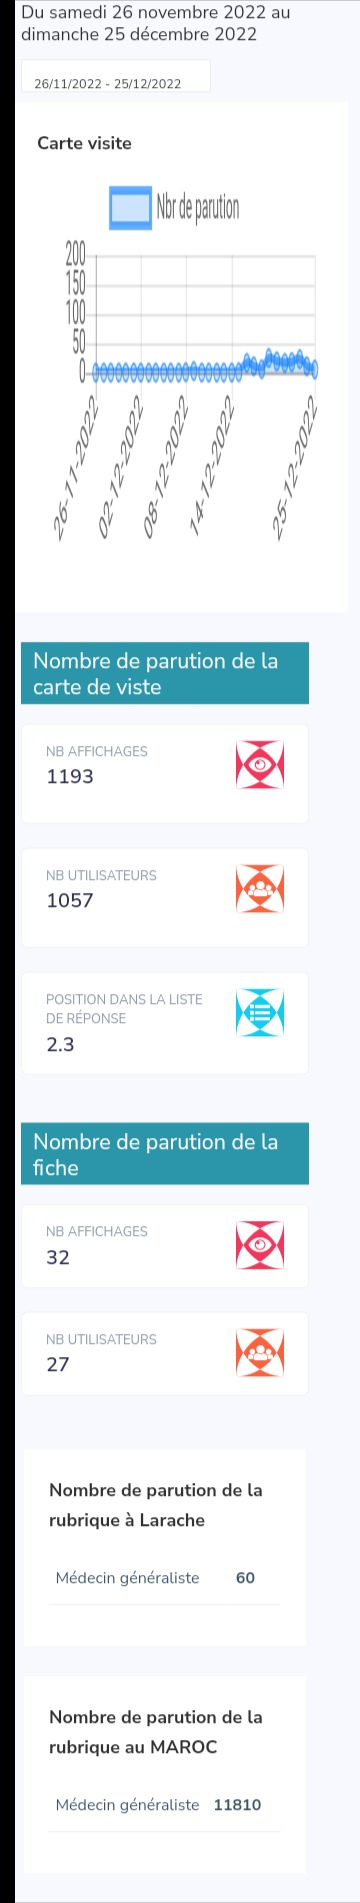 Du samedi 26 novembre 2022 au
dimanche 25 décembre 2022
26/11/2022 - 25/12/2022
Carte visite
Nbr de parution
200
150
100
50
0
26-11-2022
02-12-2022
08-12-2022
14-12-2022
25-12-2022
Nombre de parution de la
carte de viste
NB AFFICHAGES
1193
NB UTILISATEURS
1057
POSITION DANS LA LISTE
DE RÉPONSE
2.3
Nombre de parution de la
fiche
NB AFFICHAGES
32
NB UTILISATEURS
27
Nombre de parution de la
rubrique à Larache
Médecin généraliste 60
Nombre de parution de la
rubrique au MAROC
Médecin généraliste 11810